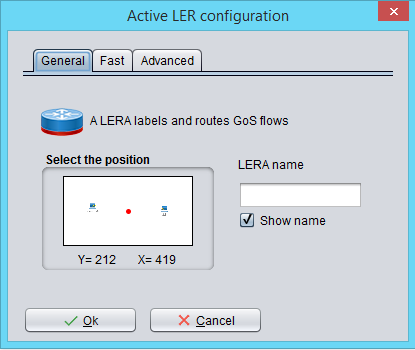 Active LER configuration
General Fast Advanced
A LERA labels and routes GoS flows
Select the position
LERA name
Show name
Y= 212 X= 419
Ok Cancel